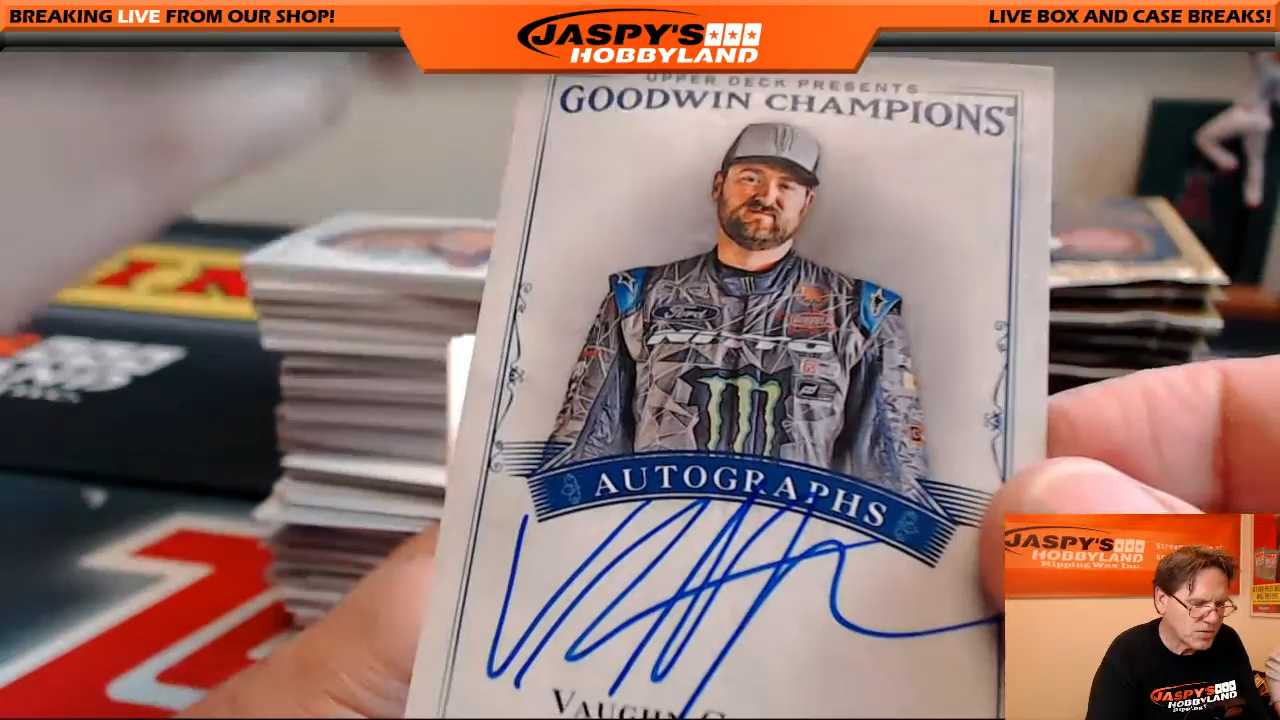 BREAKING LIVE FROM OUR SHOP!
JASPY'S
HOBBYLAND
LIVE BOX AND CASE BREAKS!
UPPER DECK PRESENTS
GOODWIN CHAMPIONS
Ford
NITTO
AUTOGRAPHS
VAUGHN
JASPY'S
HOBBYLAND
Ripping Wax Inc.
JASPY'S
HOBBYLAND